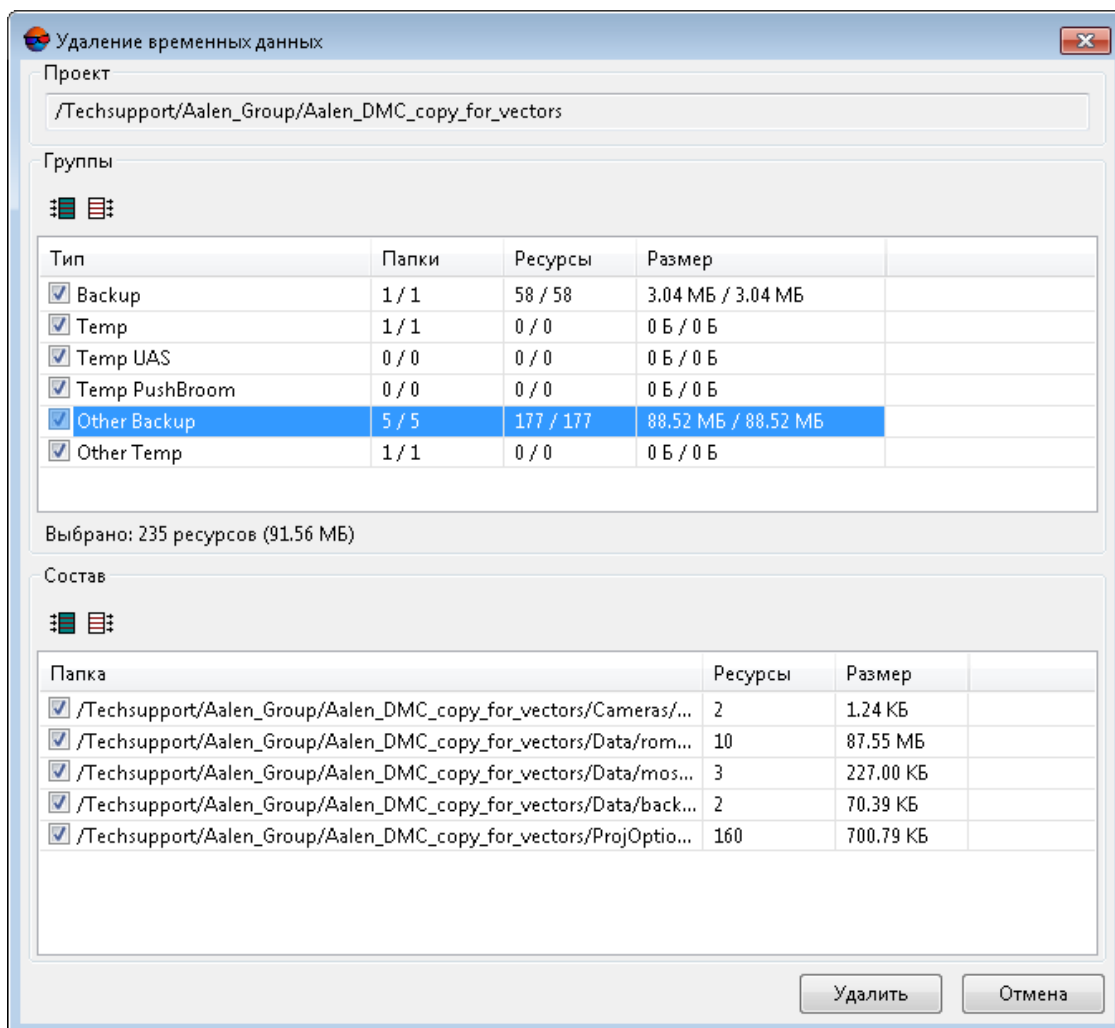 Удаление временных данных
Проект
/Techsupport/Aalen_Group/Aalen_DMC_copy_for_vectors
Группы
Тип Папки Ресурсы Размер
Backup 1 / 1 58 / 58 3.04 МБ / 3.04 МБ
Temp 1 / 1 0 / 0 0 Б / 0 Б
Temp UAS 0 / 0 0 / 0 0 Б / 0 Б
Temp PushBroom 0 / 0 0 / 0 0 Б / 0 Б
Other Backup 5 / 5 177 / 177 88.52 МБ / 88.52 МБ
Other Temp 1 / 1 0 / 0 0 Б / 0 Б
Выбрано: 235 ресурсов (91.56 МБ)
Состав
Папка Ресурсы Размер
/Techsupport/Aalen_Group/Aalen_DMC_copy_for_vectors/Cameras/... 2 1.24 КБ
/Techsupport/Aalen_Group/Aalen_DMC_copy_for_vectors/Data/rom... 10 87.55 МБ
/Techsupport/Aalen_Group/Aalen_DMC_copy_for_vectors/Data/mos... 3 227.00 КБ
/Techsupport/Aalen_Group/Aalen_DMC_copy_for_vectors/Data/back... 2 70.39 КБ
/Techsupport/Aalen_Group/Aalen_DMC_copy_for_vectors/ProjOptio... 160 700.79 КБ
Удалить Отмена